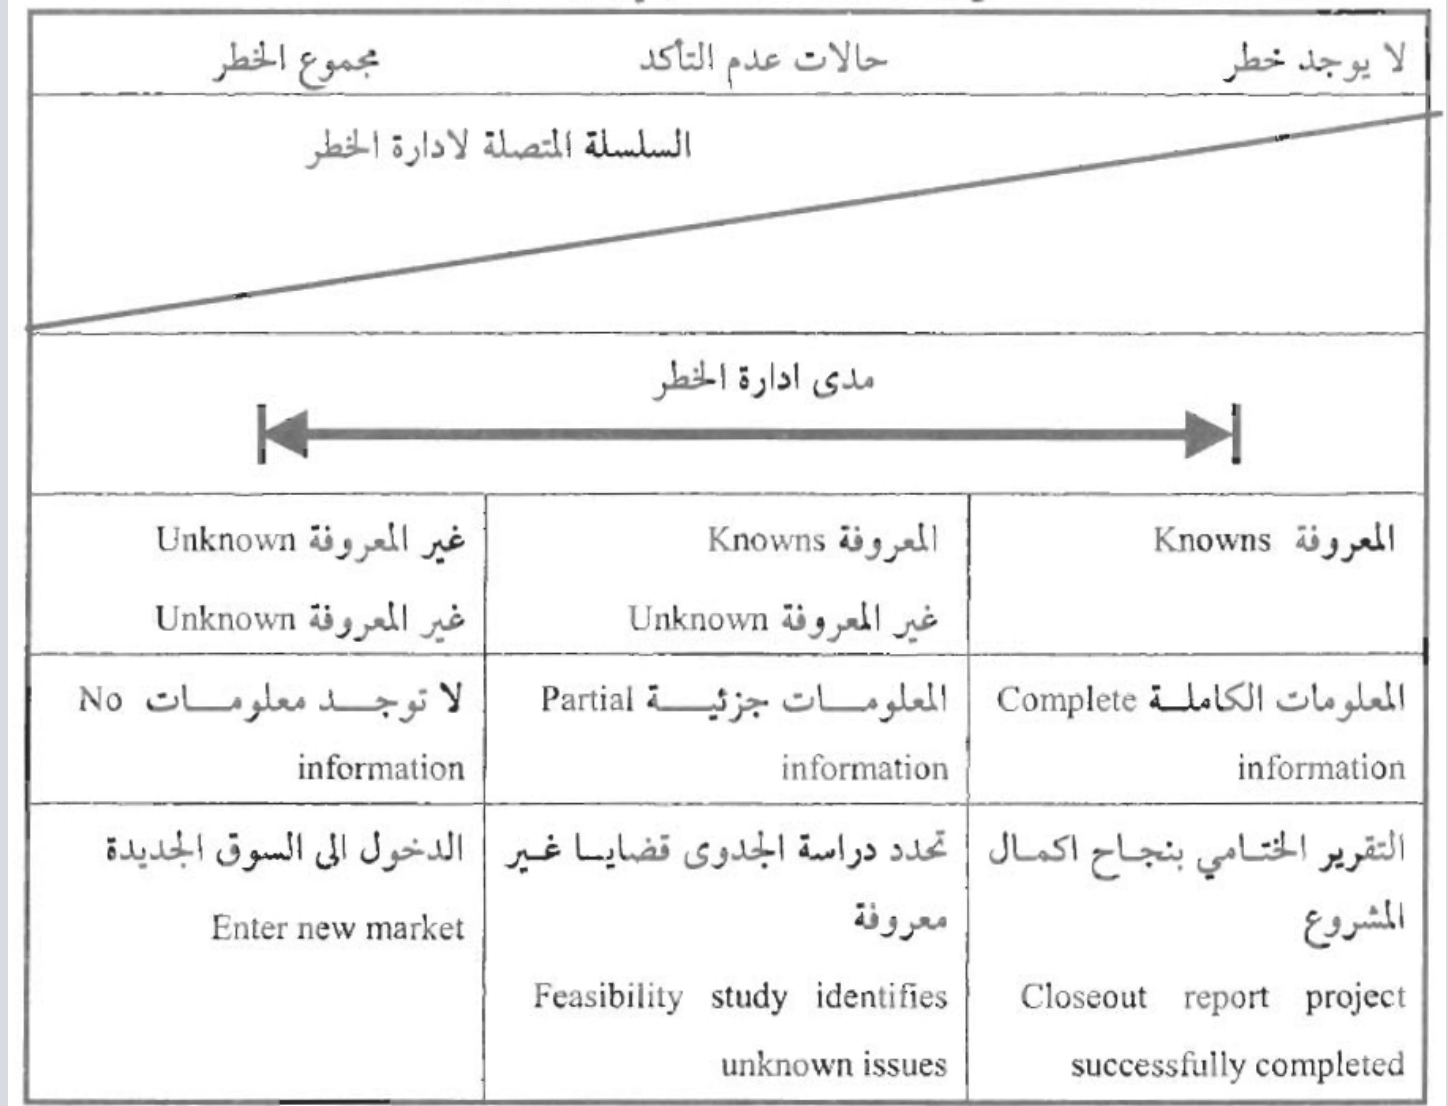 لا يوجد خطر
حالات عدم التأكد
مجموع الخطر
السلسلة المتصلة لادارة الخطر
مدى ادارة الخطر
المعروفة Knowns
المعروفة Knowns
غير المعروفة Unknown
غير المعروفة Unknown
غير المعروفة Unknown
المعلومات الكاملة Complete
information
المعلومات جزئية Partial
information
لا توجد معلومات No
information
التقرير الختامي بنجاح اكمال
المشروع
Closeout report project
successfully completed
تحدد دراسة الجدوى قضايا غير
معروفة
Feasibility study identifies
unknown issues
الدخول الى السوق الجديدة
Enter new market